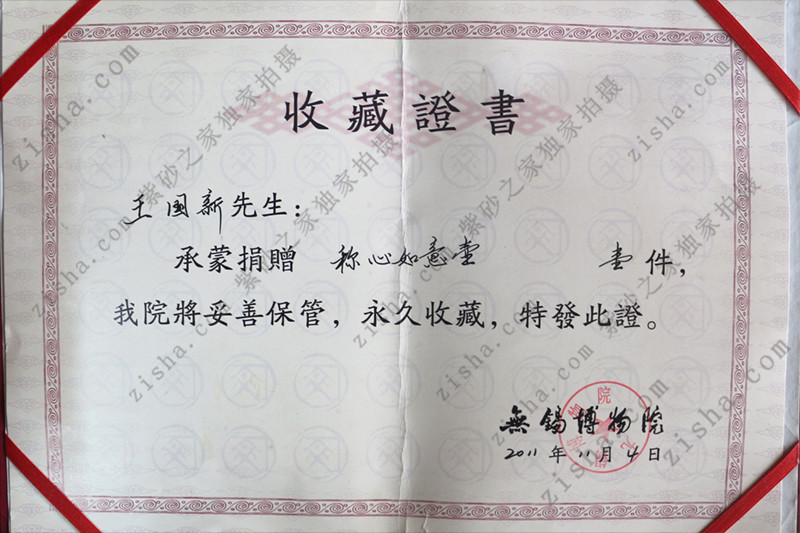 收藏證書
王国新先生：
承蒙捐贈 称心如意壶 壹件，
我院將妥善保管，永久收藏，特發此證。
無錫博物院
2011年11月4日
zisha.com 紫砂之家独家拍摄